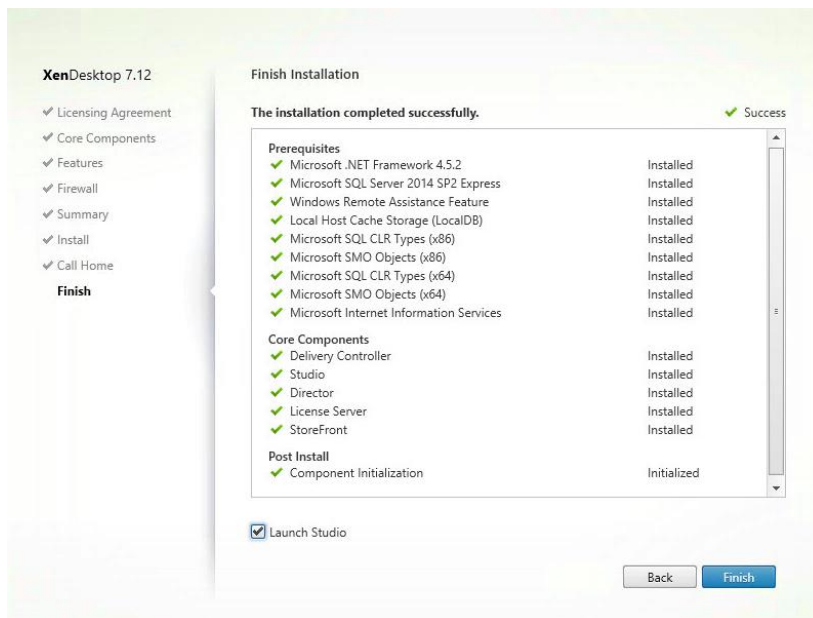 XenDesktop 7.12
Licensing Agreement
Core Components
Features
Firewall
Summary
Install
Call Home
Finish
Finish Installation
The installation completed successfully. Success
Prerequisites
Microsoft .NET Framework 4.5.2 Installed
Microsoft SQL Server 2014 SP2 Express Installed
Windows Remote Assistance Feature Installed
Local Host Cache Storage (LocalDB) Installed
Microsoft SQL CLR Types (x86) Installed
Microsoft SMO Objects (x86) Installed
Microsoft SQL CLR Types (x64) Installed
Microsoft SMO Objects (x64) Installed
Microsoft Internet Information Services Installed
Core Components
Delivery Controller Installed
Studio Installed
Director Installed
License Server Installed
StoreFront Installed
Post Install
Component Initialization Initialized
Launch Studio
Back Finish